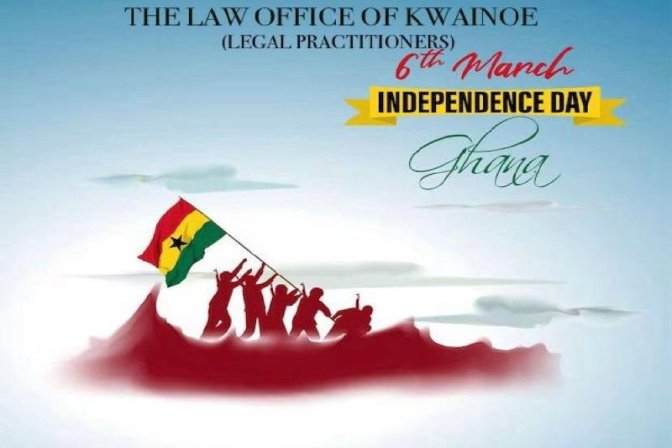 THE LAW OFFICE OF KWAINOE
(LEGAL PRACTITIONERS)
6th March
INDEPENDENCE DAY
Ghana